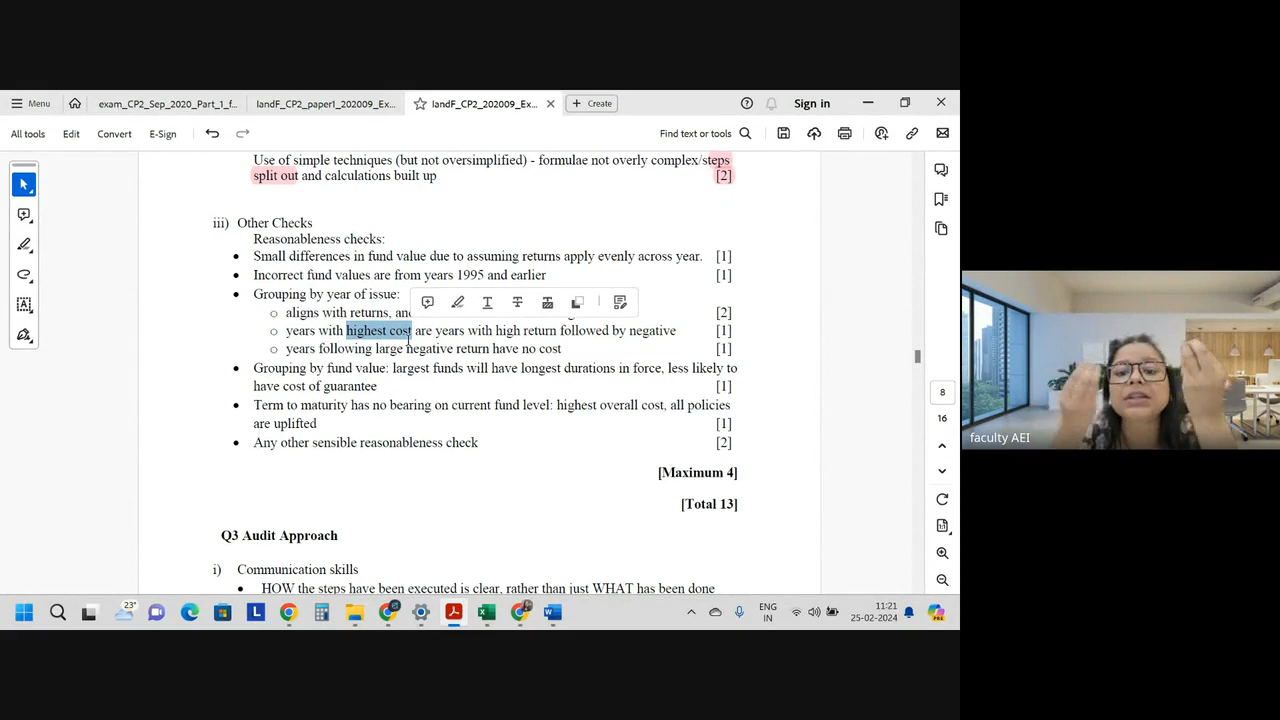 Menu
exam_CP2_Sep_2020_Part_1_f...
IandF_CP2_paper1_202009_Ex...
IandF_CP2_202009_Ex...
Create
Sign in
All tools
Edit
Convert
E-Sign
Find text or tools
Use of simple techniques (but not oversimplified) - formulae not overly complex/steps
split out and calculations built up [2]
iii) Other Checks
Reasonableness checks:
• Small differences in fund value due to assuming returns apply evenly across year. [1]
• Incorrect fund values are from years 1995 and earlier [1]
• Grouping by year of issue:
o aligns with returns, and [2]
o years with highest cost are years with high return followed by negative [1]
o years following large negative return have no cost [1]
• Grouping by fund value: largest funds will have longest durations in force, less likely to
have cost of guarantee [1]
• Term to maturity has no bearing on current fund level: highest overall cost, all policies
are uplifted [1]
• Any other sensible reasonableness check [2]
[Maximum 4]
[Total 13]
Q3 Audit Approach
i) Communication skills
• HOW the steps have been executed is clear, rather than just WHAT has been done
8
16
faculty AEI
23°
ENG
IN
11:21
25-02-2024